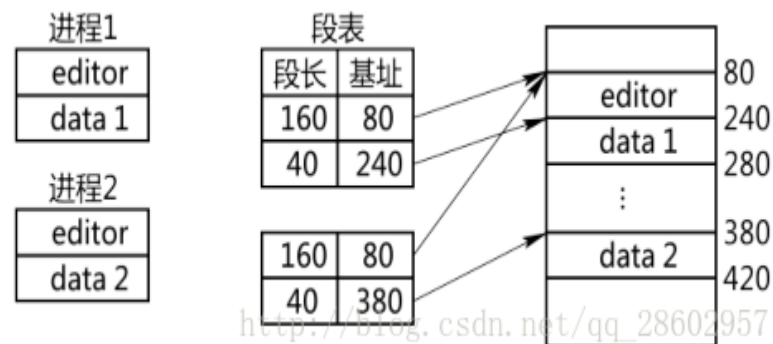 进程1
editor
data 1
进程2
editor
data 2
段表
段长 基址
160 80
40 240
160 80
40 380
80
editor
240
data 1
280
⋮
380
data 2
420
http://blog.csdn.net/qq_28602957